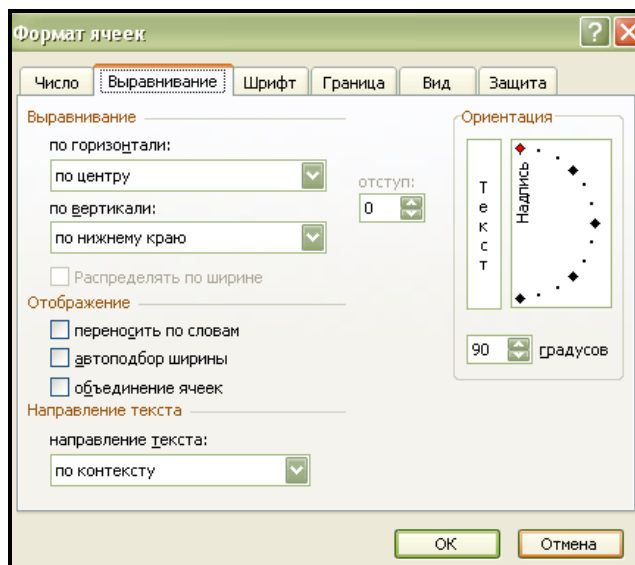 Формат ячеек
Число Выравнивание Шрифт Граница Вид Защита
Выравнивание
по горизонтали:
по центру
отступ:
0
по вертикали:
по нижнему краю
Распределять по ширине
Отображение
переносить по словам
автоподбор ширины
объединение ячеек
Направление текста
направление текста:
по контексту
Ориентация
Текст
Надпись
90 градусов
ОК Отмена